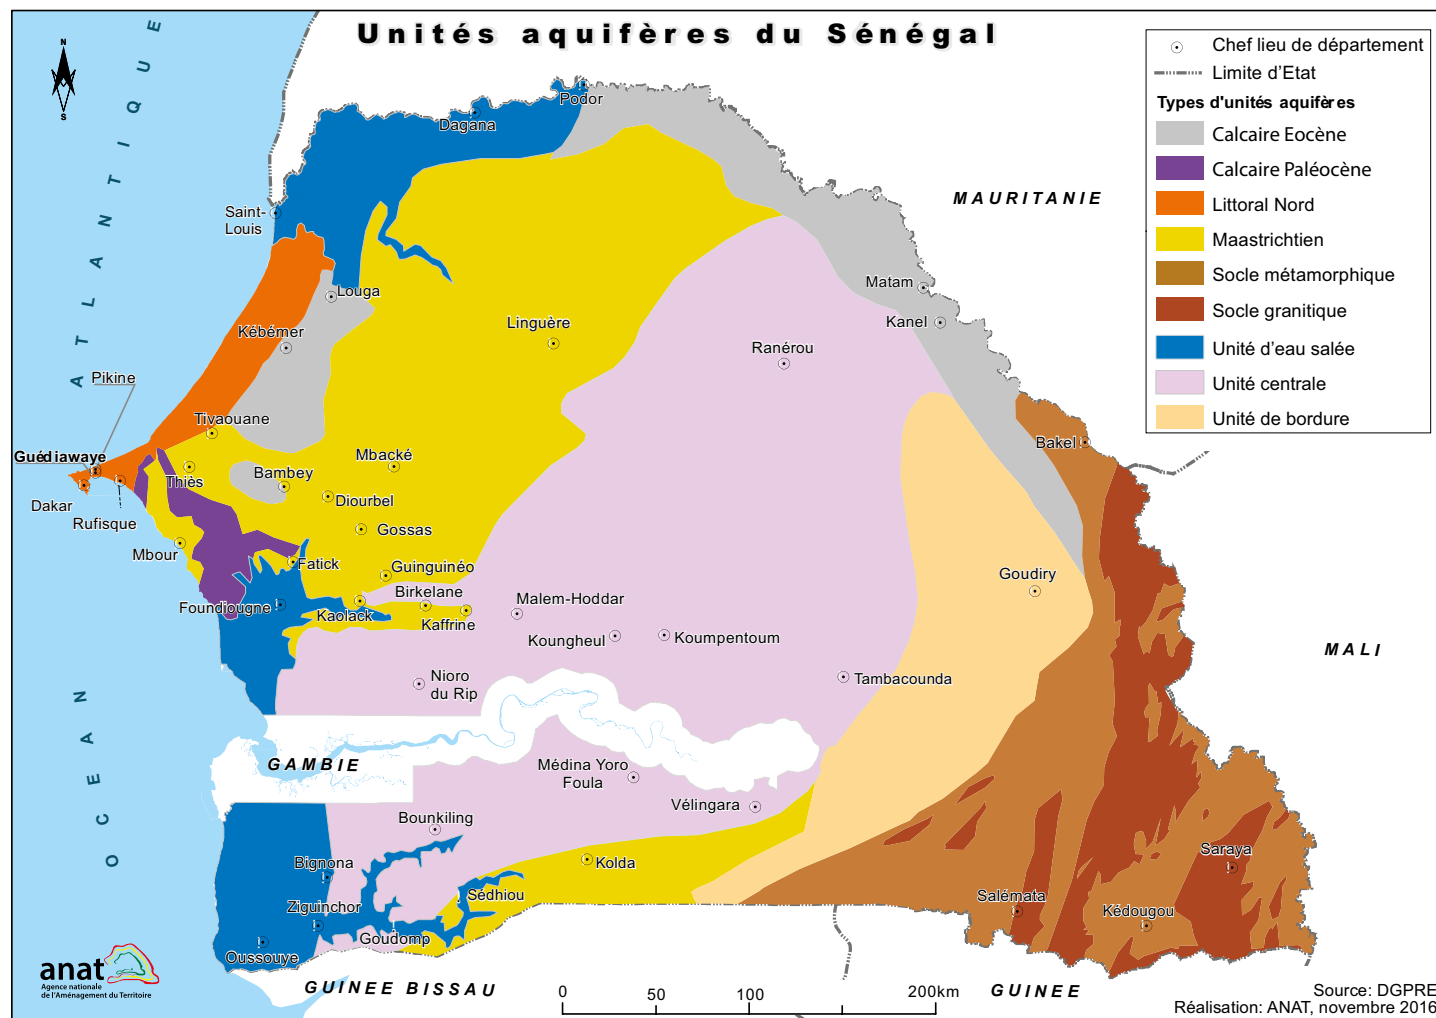 Unités aquifères du Sénégal
N
S
ATLANTIQUE
OCEAN
Chef lieu de département
Limite d'Etat
Types d'unités aquifères
Calcaire Eocène
Calcaire Paléocène
Littoral Nord
Maastrichtien
Socle métamorphique
Socle granitique
Unité d'eau salée
Unité centrale
Unité de bordure
Podor
Dagana
MAURITANIE
Saint-
Louis
Matam
Louga
Kanel
Linguère
Kébémer
Ranérou
Pikine
Tivaouane
Bakel
Guédiawaye
Mbacké
Thiès
Bambey
Diourbel
Dakar
Rufisque
Gossas
Mbour
Fatick
Guinguinéo
Goudiry
Birkelane
Malem-Hoddar
Foundiougne
Kaolack
Kaffrine
Koungheul
Koumpentoum
MALI
Nioro
du Rip
Tambacounda
GAMBIE
Médina Yoro
Foula
Vélingara
Bounkiling
Bignona
Kolda
Saraya
Sédhiou
Salémata
Ziguinchor
Kédougou
Goudomp
Oussouye
anat
Agence nationale
de l'Aménagement du Territoire
GUINEE BISSAU
GUINEE
0 50 100 200km
Source: DGPRE
Réalisation: ANAT, novembre 2016